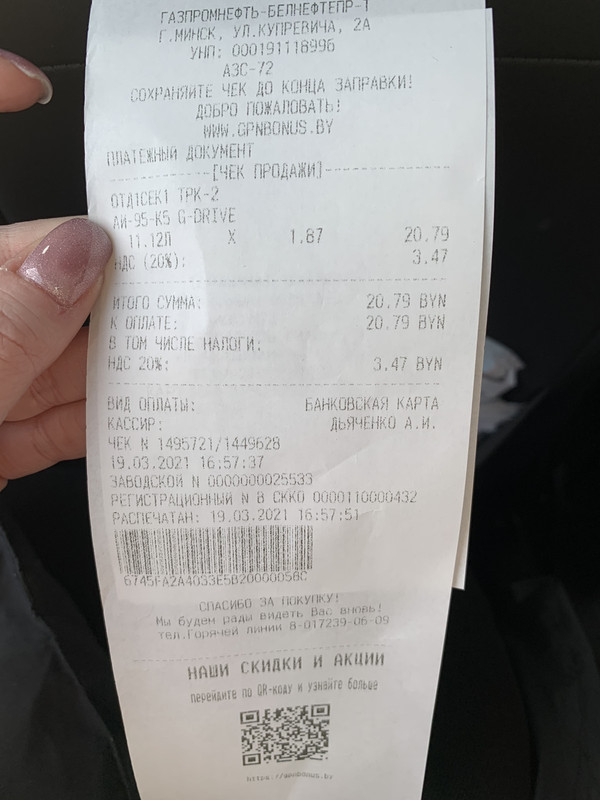 ГАЗПРОМНЕФТЬ-БЕЛНЕФТЕПР-1
Г.МИНСК, УЛ.КУПРЕВИЧА, 2А
УНП: 000191118996
АЗС-72
СОХРАНЯЙТЕ ЧЕК ДО КОНЦА ЗАПРАВКИ!
ДОБРО ПОЖАЛОВАТЬ!
WWW.GPNBONUS.BY
ПЛАТЕЖНЫЙ ДОКУМЕНТ
[ЧЕК ПРОДАЖИ]
ОТД1СЕК1 ТРК-2
АИ-95-К5 G-DRIVE
11.12Л X 1.87 20.79
НДС (20%): 3.47
ИТОГО СУММА: 20.79 BYN
К ОПЛАТЕ: 20.79 BYN
В ТОМ ЧИСЛЕ НАЛОГИ:
НДС 20%: 3.47 BYN
ВИД ОПЛАТЫ: БАНКОВСКАЯ КАРТА
КАССИР: ДЬЯЧЕНКО А.И.
ЧЕК N 1495721/1449628
19.03.2021 16:57:37
ЗАВОДСКОЙ N 0000000025533
РЕГИСТРАЦИОННЫЙ N В СККО 0000110000432
РАСПЕЧАТАН: 19.03.2021 16:57:51
6745FA2A4033E5B20000058C
СПАСИБО ЗА ПОКУПКУ!
Мы будем рады видеть Вас вновь!
тел.Горячей линии 8-017239-06-09
НАШИ СКИДКИ И АКЦИИ
перейдите по QR-коду и узнайте больше
https://gpnbonus.by